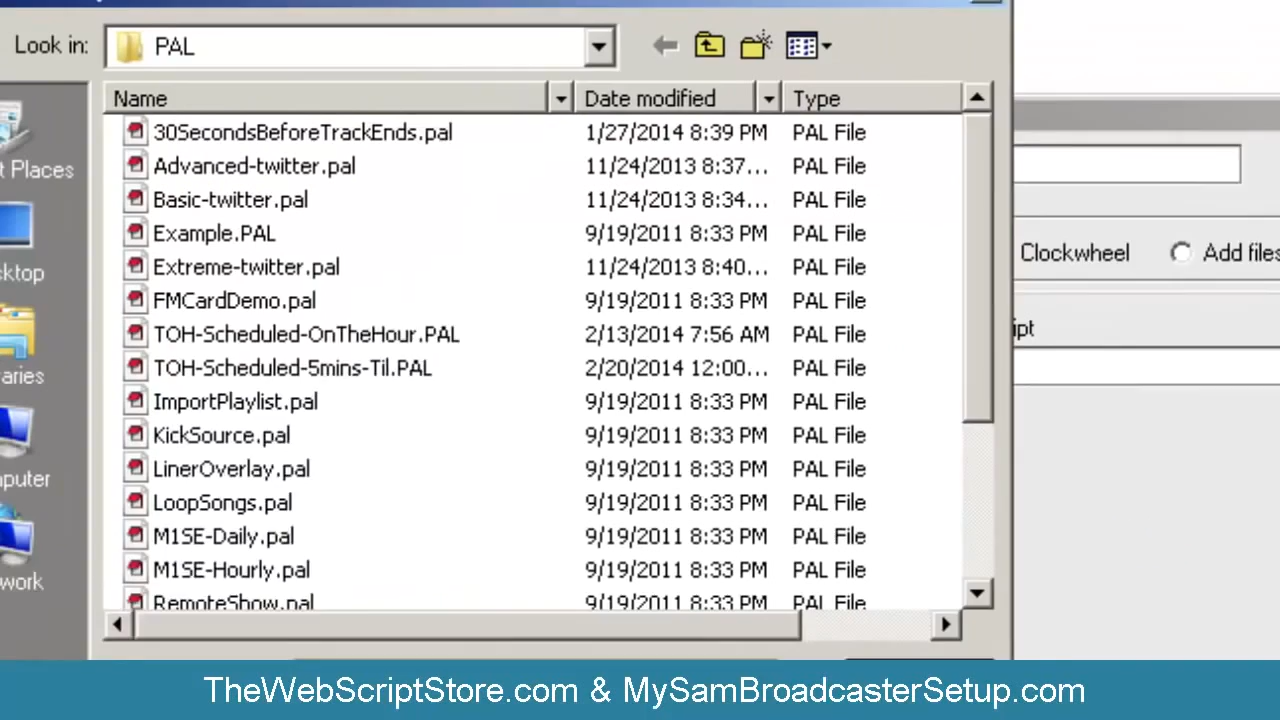 Look in: PAL
Name Date modified Type
30SecondsBeforeTrackEnds.pal 1/27/2014 8:39 PM PAL File
Advanced-twitter.pal 11/24/2013 8:37... PAL File
Basic-twitter.pal 11/24/2013 8:34... PAL File
Example.PAL 9/19/2011 8:33 PM PAL File
Extreme-twitter.pal 11/24/2013 8:40... PAL File
FMCardDemo.pal 9/19/2011 8:33 PM PAL File
TOH-Scheduled-OnTheHour.PAL 2/13/2014 7:56 AM PAL File
TOH-Scheduled-5mins-Til.PAL 2/20/2014 12:00... PAL File
ImportPlaylist.pal 9/19/2011 8:33 PM PAL File
KickSource.pal 9/19/2011 8:33 PM PAL File
LinerOverlay.pal 9/19/2011 8:33 PM PAL File
LoopSongs.pal 9/19/2011 8:33 PM PAL File
M1SE-Daily.pal 9/19/2011 8:33 PM PAL File
M1SE-Hourly.pal 9/19/2011 8:33 PM PAL File
RemoteShow.pal 9/19/2011 8:33 PM PAL File
t Places
ktop
aries
puter
work
Clockwheel Add files
ipt
TheWebScriptStore.com & MySamBroadcasterSetup.com